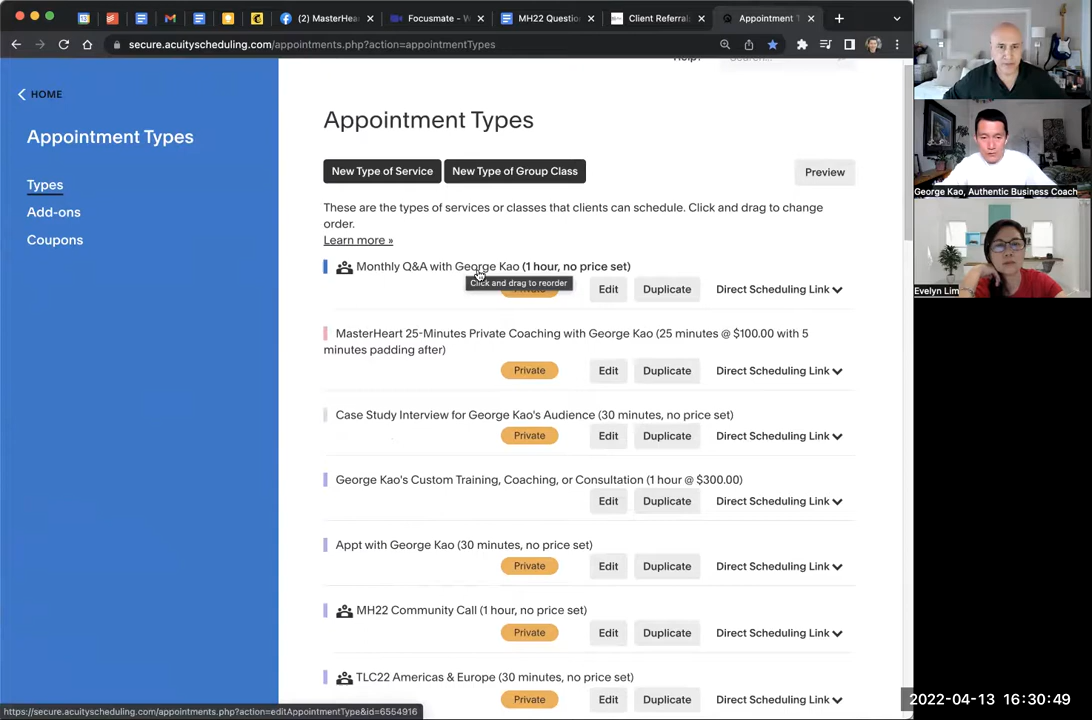 (2) MasterHea
Focusmate - W
MH22 Question
Client Referral
Appointment T
secure.acuityscheduling.com/appointments.php?action=appointmentTypes
HOME
Appointment Types
Types
Add-ons
Coupons
Help?
Search...
Appointment Types
New Type of Service
New Type of Group Class
Preview
These are the types of services or classes that clients can schedule. Click and drag to change
order.
Learn more »
Monthly Q&A with George Kao (1 hour, no price set)
Click and drag to reorder
Edit
Duplicate
Direct Scheduling Link
MasterHeart 25-Minutes Private Coaching with George Kao (25 minutes @ $100.00 with 5
minutes padding after)
Private
Edit
Duplicate
Direct Scheduling Link
Case Study Interview for George Kao's Audience (30 minutes, no price set)
Private
Edit
Duplicate
Direct Scheduling Link
George Kao's Custom Training, Coaching, or Consultation (1 hour @ $300.00)
Edit
Duplicate
Direct Scheduling Link
Appt with George Kao (30 minutes, no price set)
Private
Edit
Duplicate
Direct Scheduling Link
MH22 Community Call (1 hour, no price set)
Private
Edit
Duplicate
Direct Scheduling Link
TLC22 Americas & Europe (30 minutes, no price set)
Private
Edit
Duplicate
Direct Scheduling Link
https://secure.acuityscheduling.com/appointments.php?action=editAppointmentType&id=6554916
George Kao, Authentic Business Coach
Evelyn Lim
2022-04-13 16:30:49